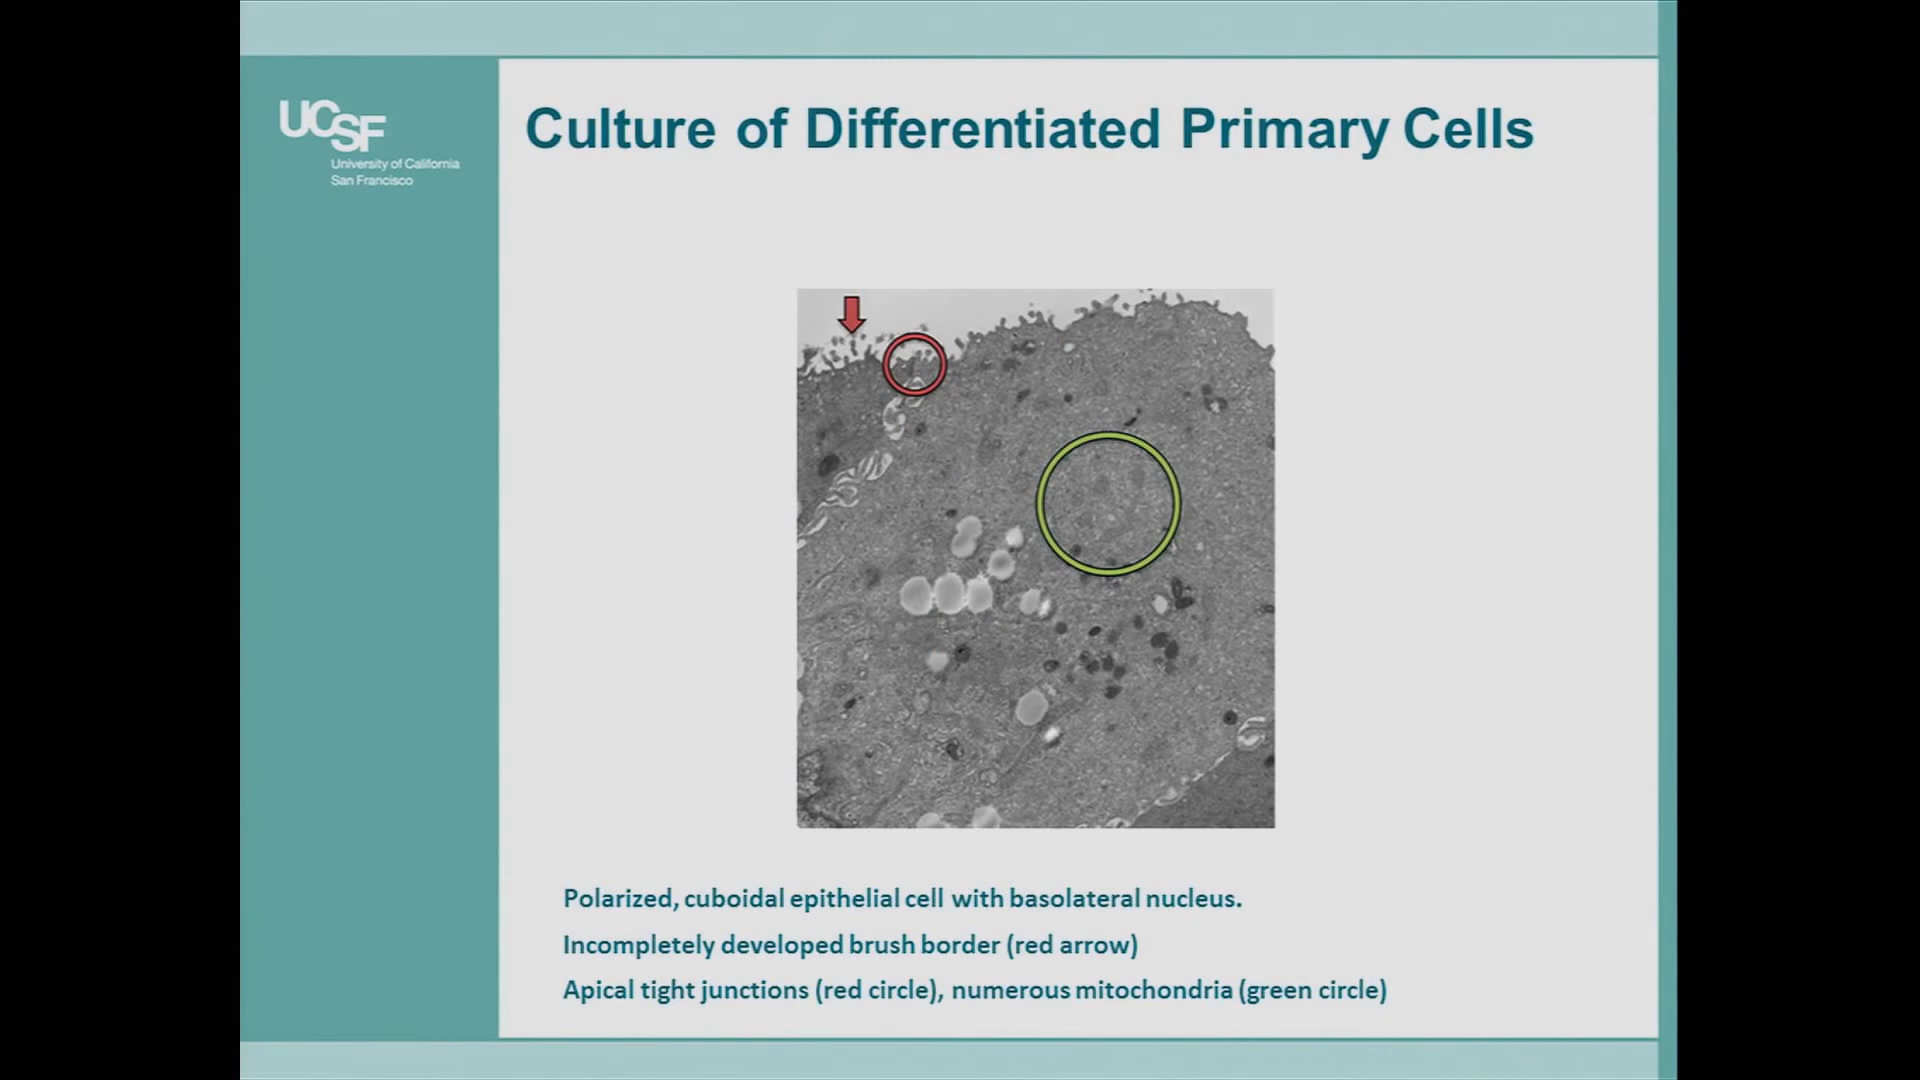 UCSF
University of California
San Francisco
Culture of Differentiated Primary Cells
Polarized, cuboidal epithelial cell with basolateral nucleus.
Incompletely developed brush border (red arrow)
Apical tight junctions (red circle), numerous mitochondria (green circle)